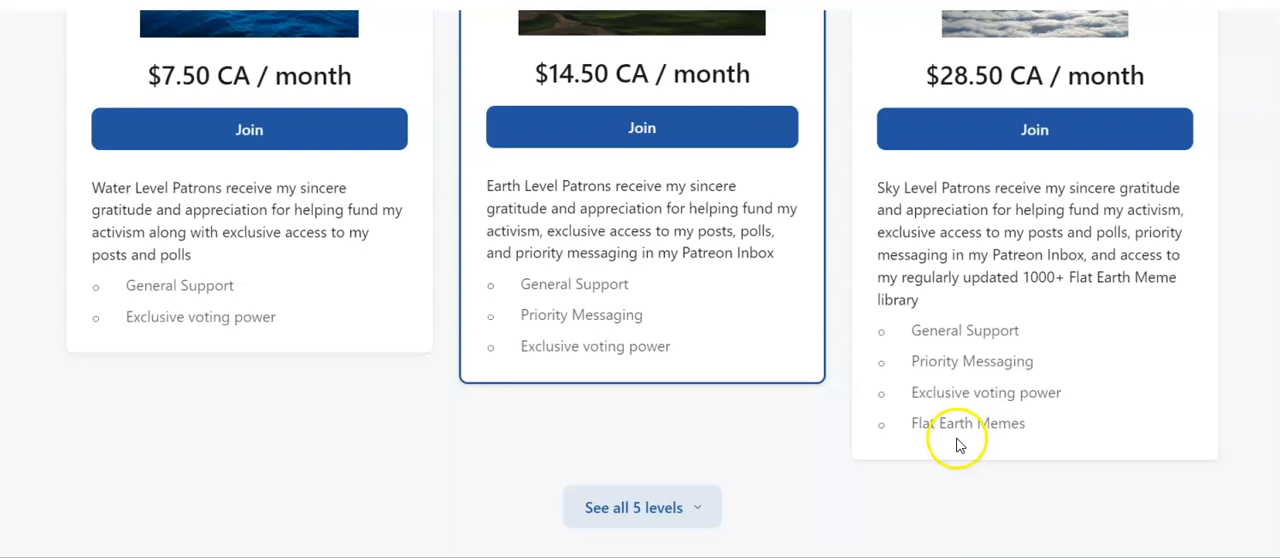 $7.50 CA / month
Join
Water Level Patrons receive my sincere
gratitude and appreciation for helping fund my
activism along with exclusive access to my
posts and polls
General Support
Exclusive voting power
$14.50 CA / month
Join
Earth Level Patrons receive my sincere
gratitude and appreciation for helping fund my
activism, exclusive access to my posts, polls,
and priority messaging in my Patreon Inbox
General Support
Priority Messaging
Exclusive voting power
$28.50 CA / month
Join
Sky Level Patrons receive my sincere gratitude
and appreciation for helping fund my activism,
exclusive access to my posts and polls, priority
messaging in my Patreon Inbox, and access to
my regularly updated 1000+ Flat Earth Meme
library
General Support
Priority Messaging
Exclusive voting power
Flat Earth Memes
See all 5 levels